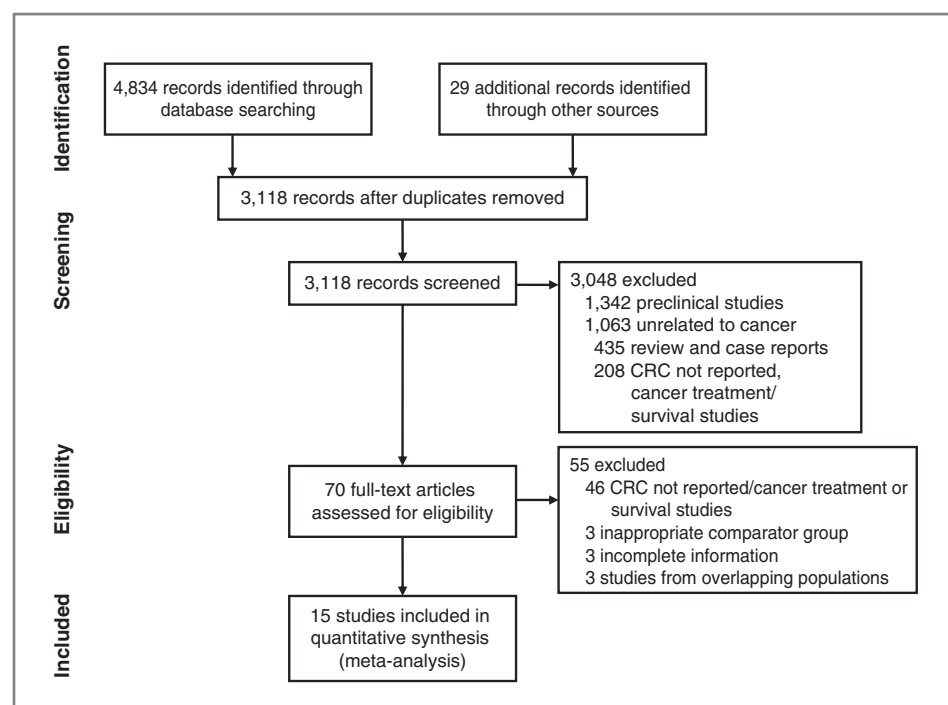 Identification
4,834 records identified through
database searching
29 additional records identified
through other sources
3,118 records after duplicates removed
Screening
3,118 records screened
3,048 excluded
1,342 preclinical studies
1,063 unrelated to cancer
435 review and case reports
208 CRC not reported,
cancer treatment/
survival studies
Eligibility
70 full-text articles
assessed for eligibility
55 excluded
46 CRC not reported/cancer treatment or
survival studies
3 inappropriate comparator group
3 incomplete information
3 studies from overlapping populations
Included
15 studies included in
quantitative synthesis
(meta-analysis)